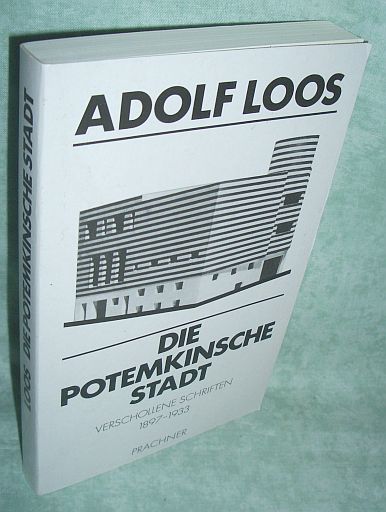 ADOLF LOOS
DIE
POTEMKINSCHE
STADT
VERSCHOLLENE SCHRIFTEN
1897–1933
PRACHNER
LOOS DIE POTEMKINSCHE STADT